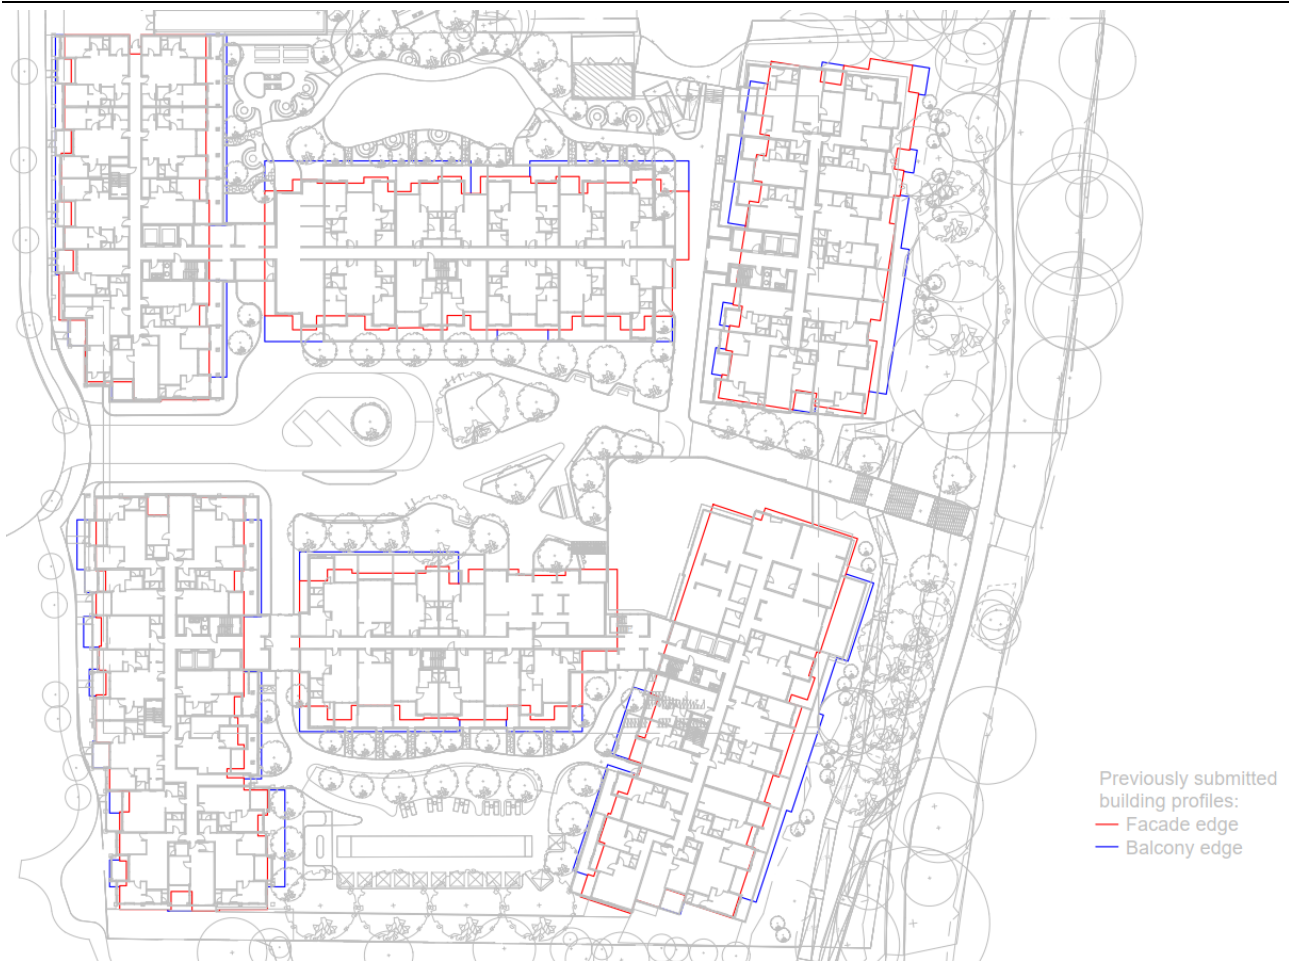 Previously submitted
building profiles:
Facade edge
Balcony edge